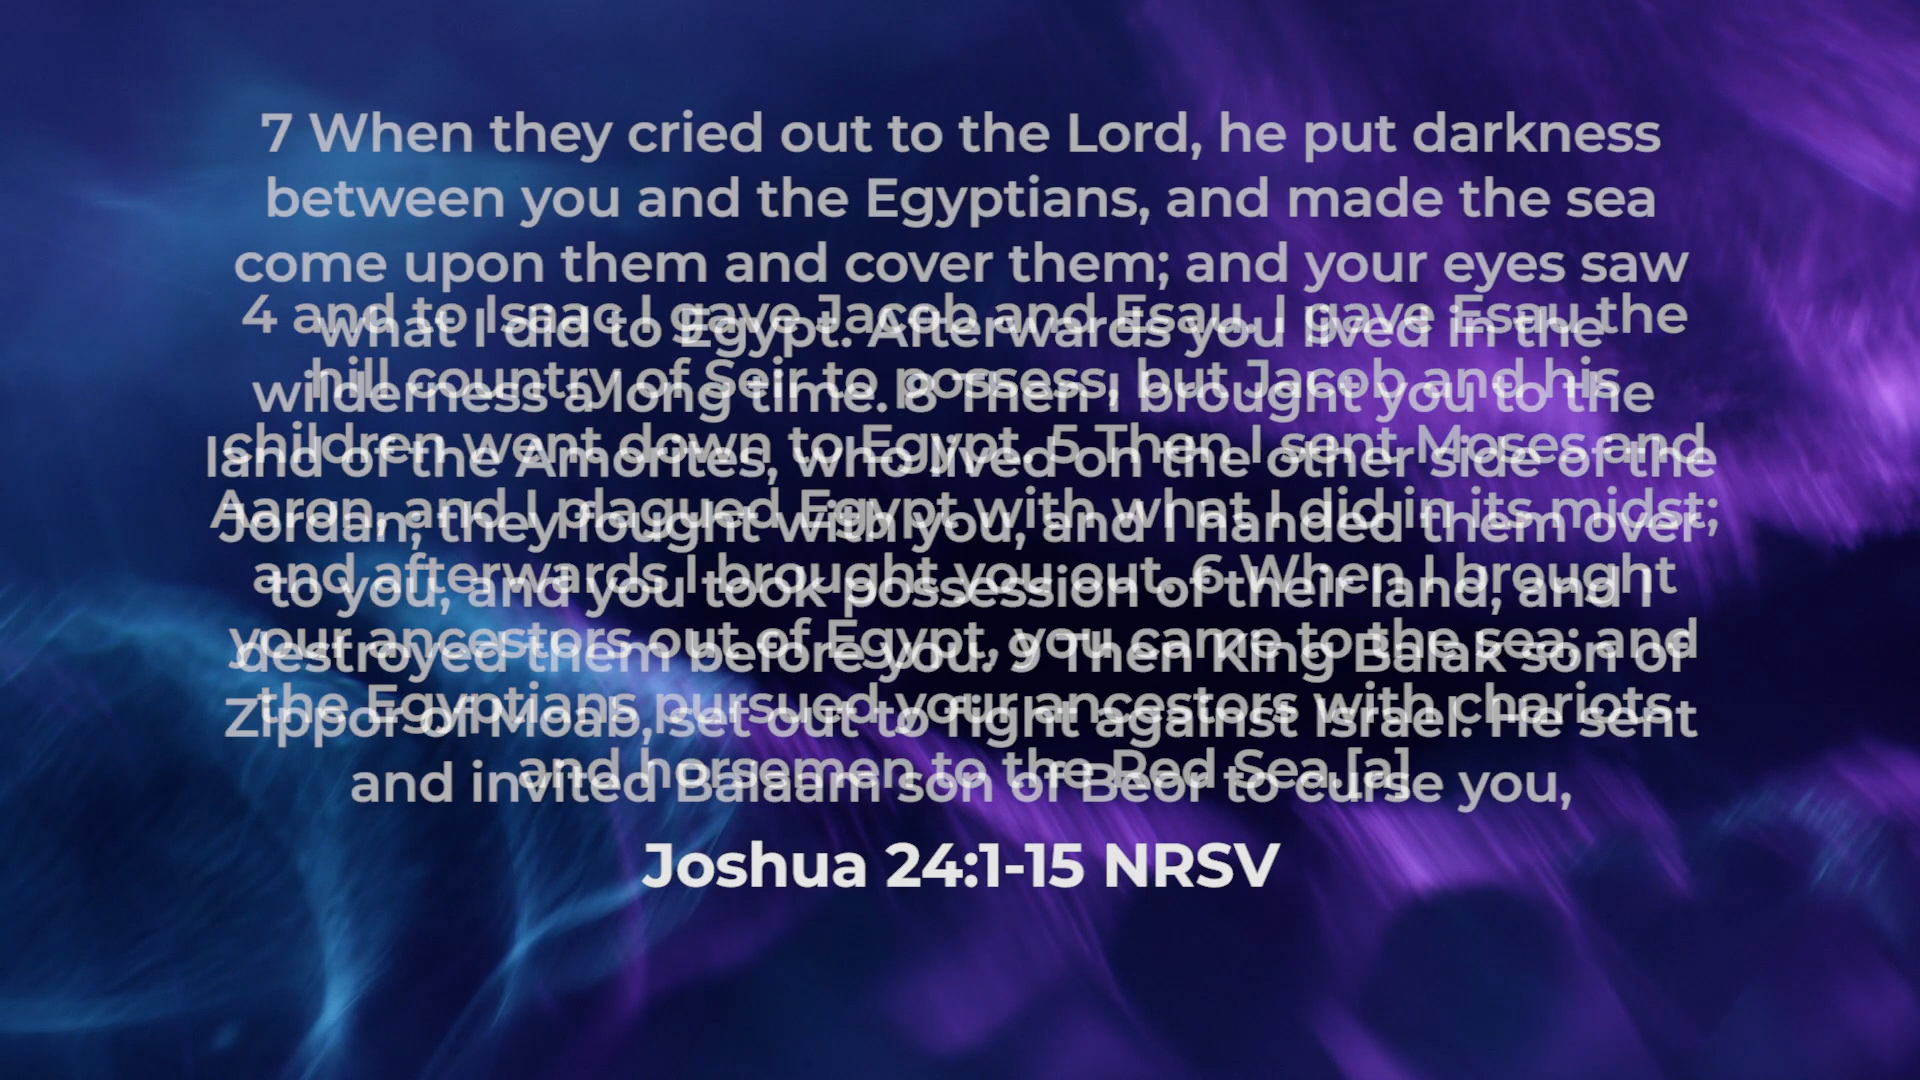 7 When they cried out to the Lord, he put darkness
between you and the Egyptians, and made the sea
come upon them and cover them; and your eyes saw
4 and to Isaac I gave Jacob and Esau. I gave Esau the
what I did to Egypt. Afterwards you lived in the
hill country of Seir to possess, but Jacob and his
wilderness a long time. 8 Then I brought you to the
children went down to Egypt. 5 Then I sent Moses and
land of the Amorites, who lived on the other side of the
Aaron, and I plagued Egypt with what I did in its midst;
Jordan; they fought with you, and I handed them over
and afterwards I brought you out. 6 When I brought
to you, and you took possession of their land, and I
your ancestors out of Egypt, you came to the sea; and
destroyed them before you. 9 Then King Balak son of
the Egyptians pursued your ancestors with chariots
Zippor of Moab, set out to fight against Israel. He sent
and horsemen to the Red Sea.[a]
and invited Balaam son of Beor to curse you,
Joshua 24:1-15 NRSV